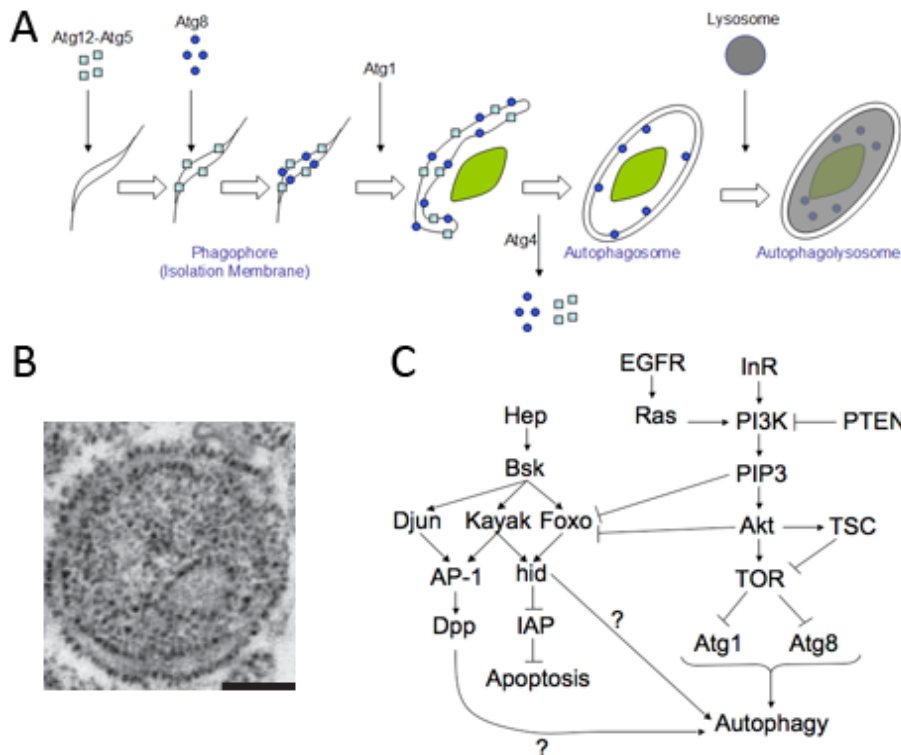 A
Atg12-Atg5
Atg8
Atg1
Lysosome
Phagophore
(Isolation Membrane)
Atg4
Autophagosome
Autophagolysosome
B
C
EGFR
InR
Ras
PI3K
PTEN
Hep
Bsk
PIP3
Djun
Kayak
Foxo
Akt
TSC
AP-1
hid
TOR
?
Dpp
IAP
Atg1
Atg8
Apoptosis
Autophagy
?